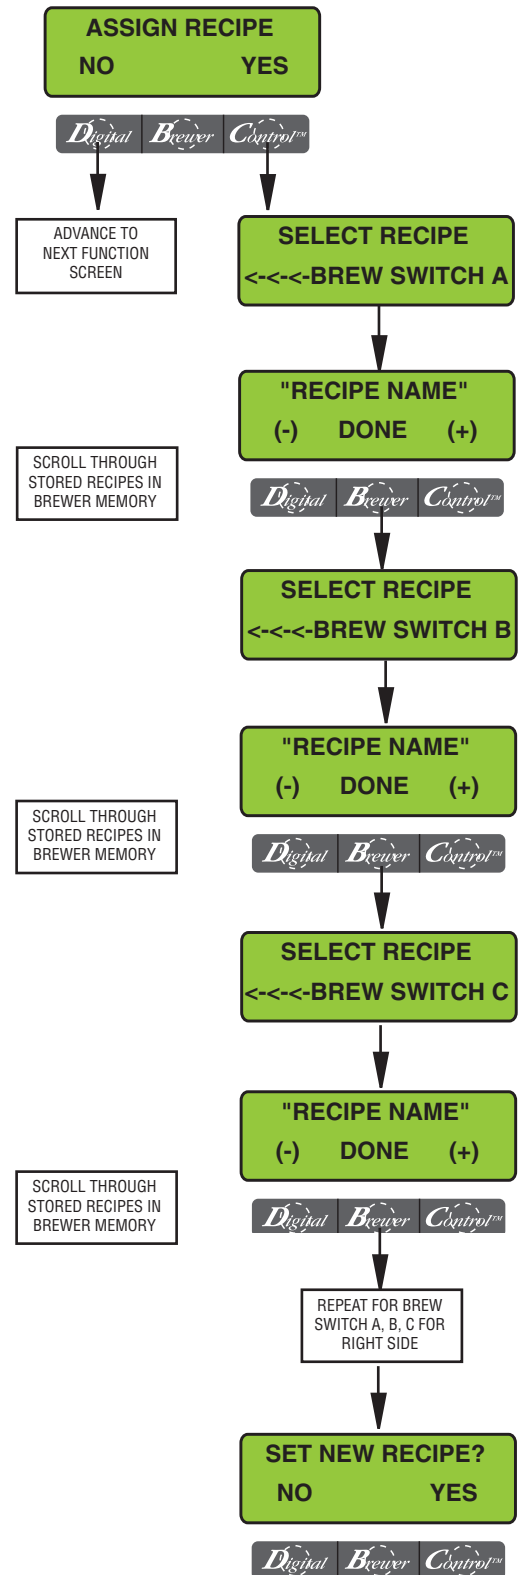 ASSIGN RECIPE
NO YES
Digital Brewer Control™
ADVANCE TO
NEXT FUNCTION
SCREEN
SELECT RECIPE
<-<-<-BREW SWITCH A
"RECIPE NAME"
(-) DONE (+)
SCROLL THROUGH
STORED RECIPES IN
BREWER MEMORY
Digital Brewer Control™
SELECT RECIPE
<-<-<-BREW SWITCH B
"RECIPE NAME"
(-) DONE (+)
SCROLL THROUGH
STORED RECIPES IN
BREWER MEMORY
Digital Brewer Control™
SELECT RECIPE
<-<-<-BREW SWITCH C
"RECIPE NAME"
(-) DONE (+)
SCROLL THROUGH
STORED RECIPES IN
BREWER MEMORY
Digital Brewer Control™
REPEAT FOR BREW
SWITCH A, B, C FOR
RIGHT SIDE
SET NEW RECIPE?
NO YES
Digital Brewer Control™